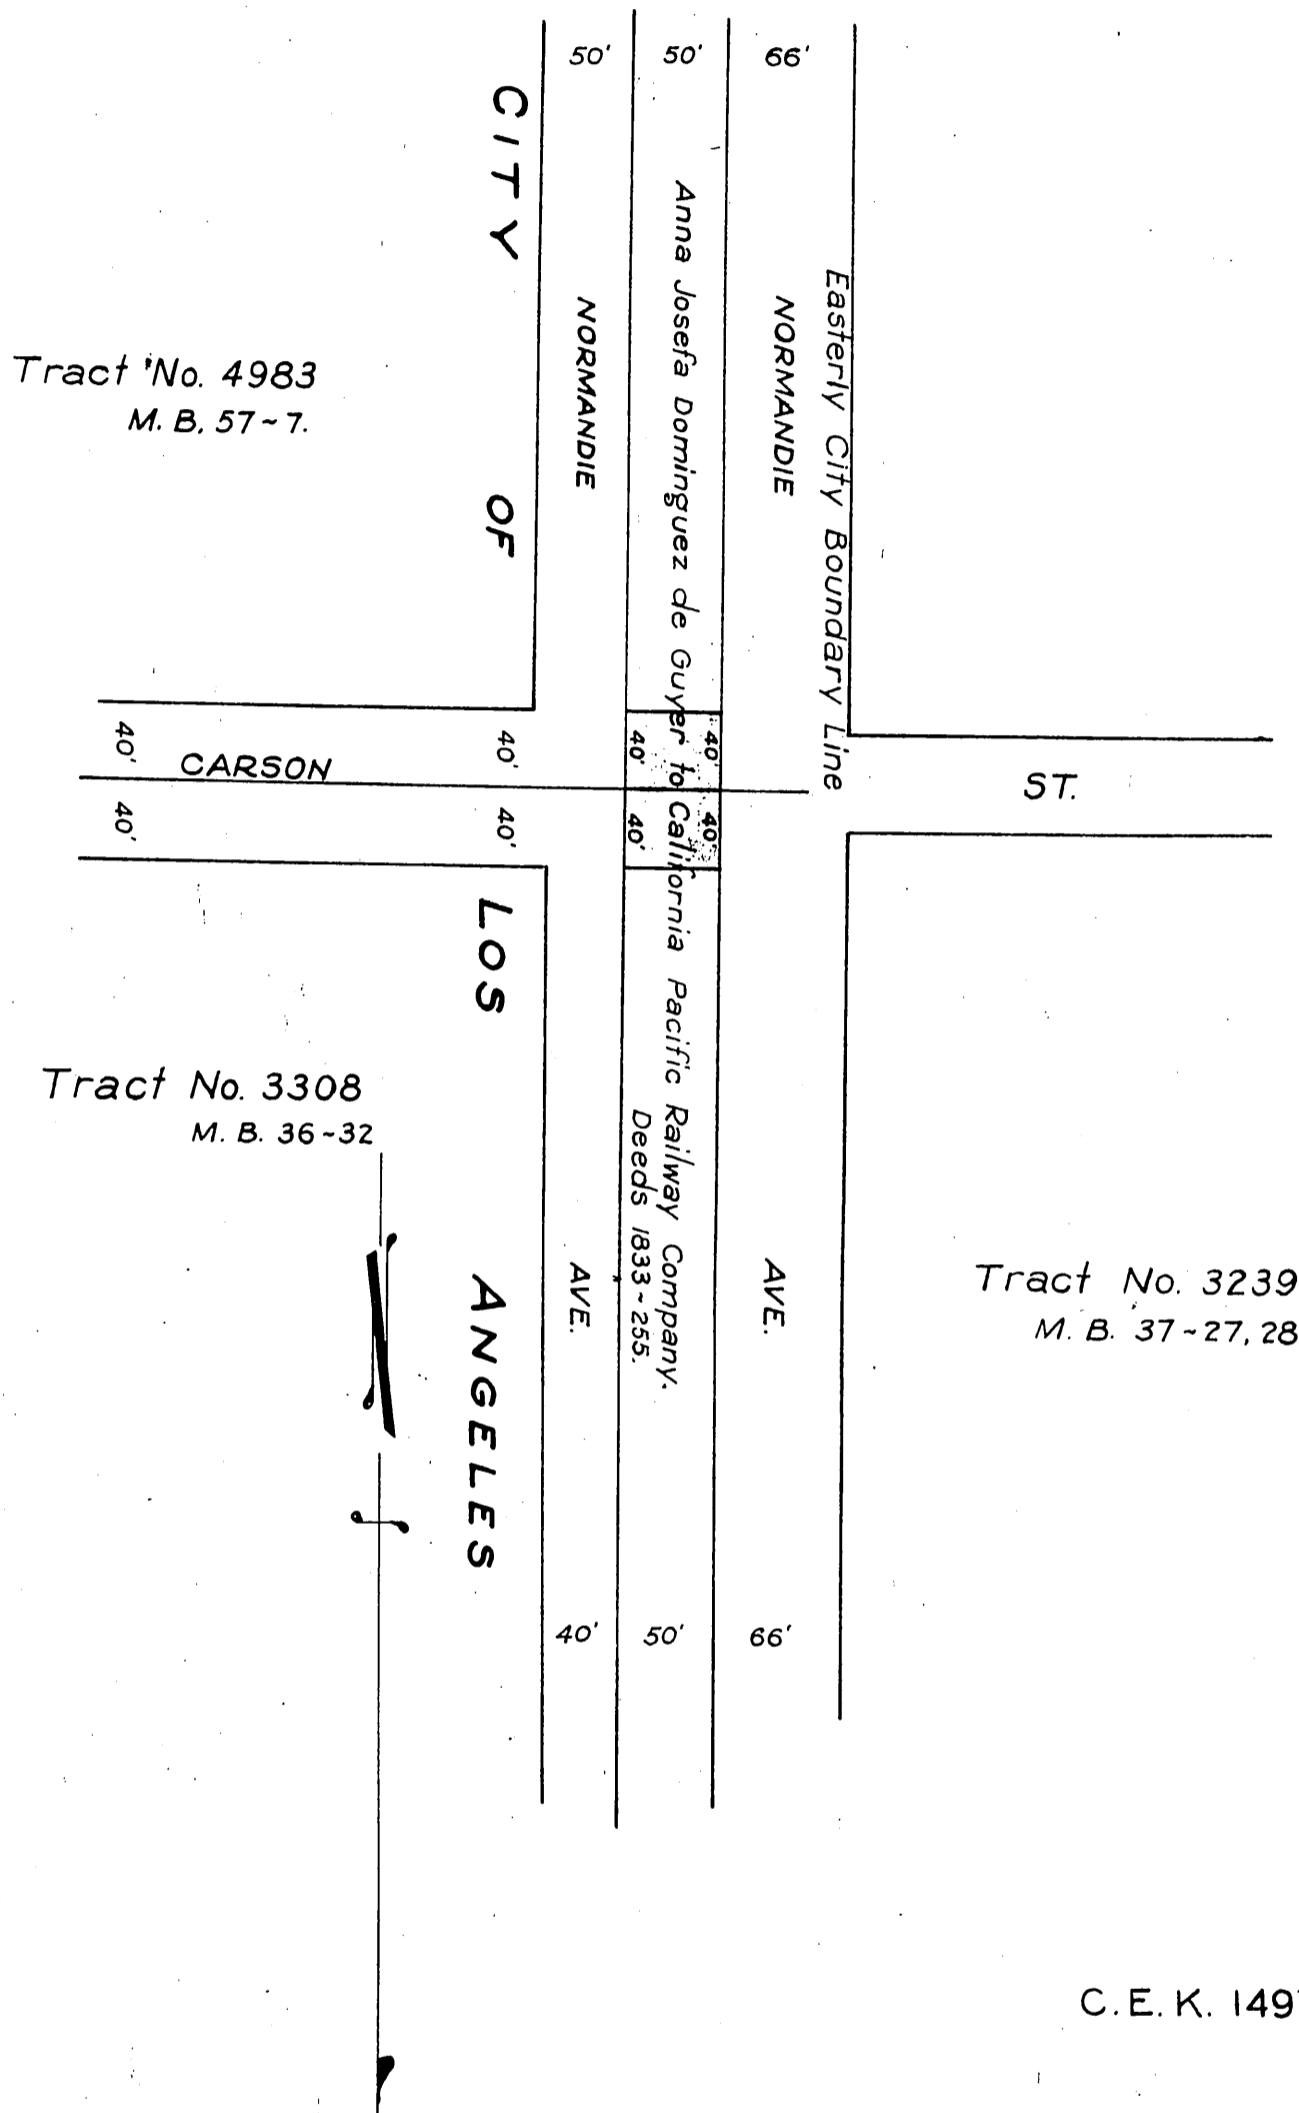 50' 50' 66'
CITY OF LOS ANGELES
NORMANDIE AVE.
Anna Josefa Dominguez de Guyer to California Pacific Railway Company.
Deeds 1833~255.
NORMANDIE AVE.
Easterly City Boundary Line
Tract No. 4983
M. B. 57~7.
40' 40' 40' 40'
CARSON ST.
40' 40' 40' 40'
Tract No. 3308
M. B. 36~32
Tract No. 3239
M. B. 37~27, 28
40' 50' 66'
C. E. K. 149